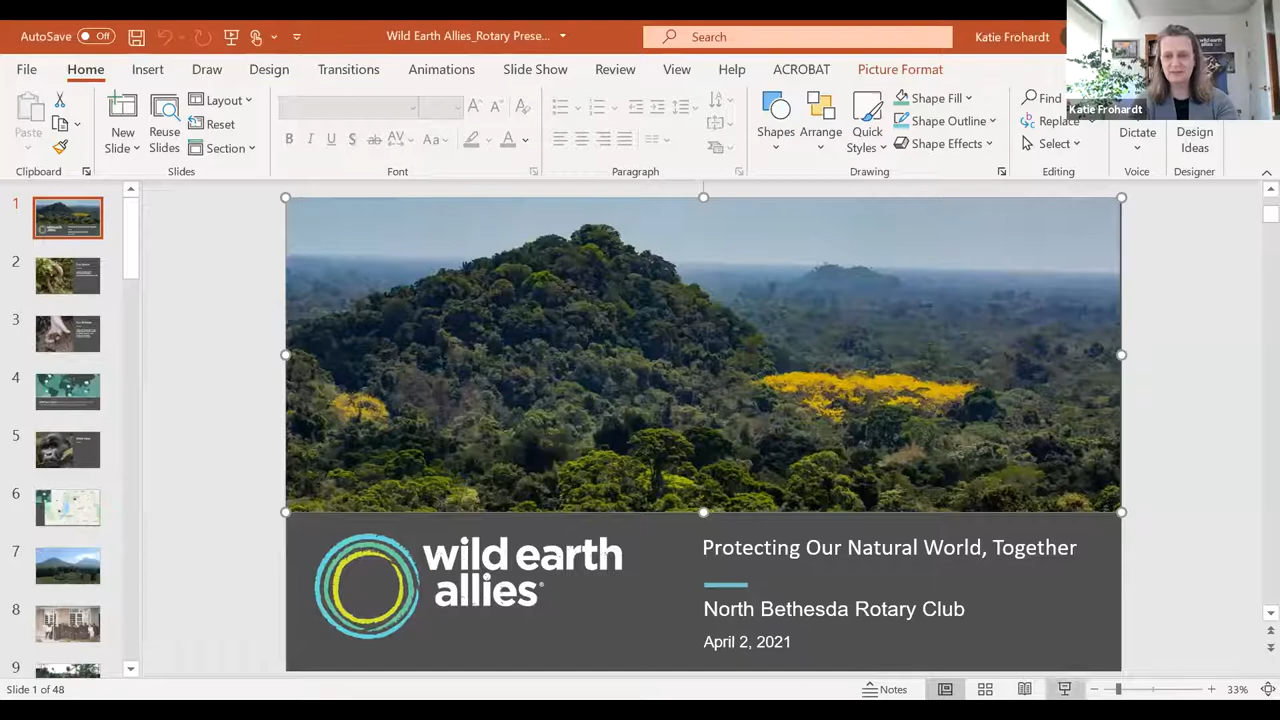 AutoSave Off
Wild Earth Allies_Rotary Prese...
Search
Katie Frohardt
File Home Insert Draw Design Transitions Animations Slide Show Review View Help ACROBAT Picture Format
Katie Frohardt
Paste
Clipboard
New Slide
Reuse Slides
Layout
Reset
Section
Slides
B I U S ab AV Aa A
Font
Paragraph
Shapes
Arrange
Quick Styles
Shape Fill
Shape Outline
Shape Effects
Drawing
Find
Replace
Select
Editing
Dictate
Voice
Design Ideas
Designer
1
2
3
4
5
6
7
8
9
wild earth
allies®
Protecting Our Natural World, Together
North Bethesda Rotary Club
April 2, 2021
Slide 1 of 48
Notes
33%